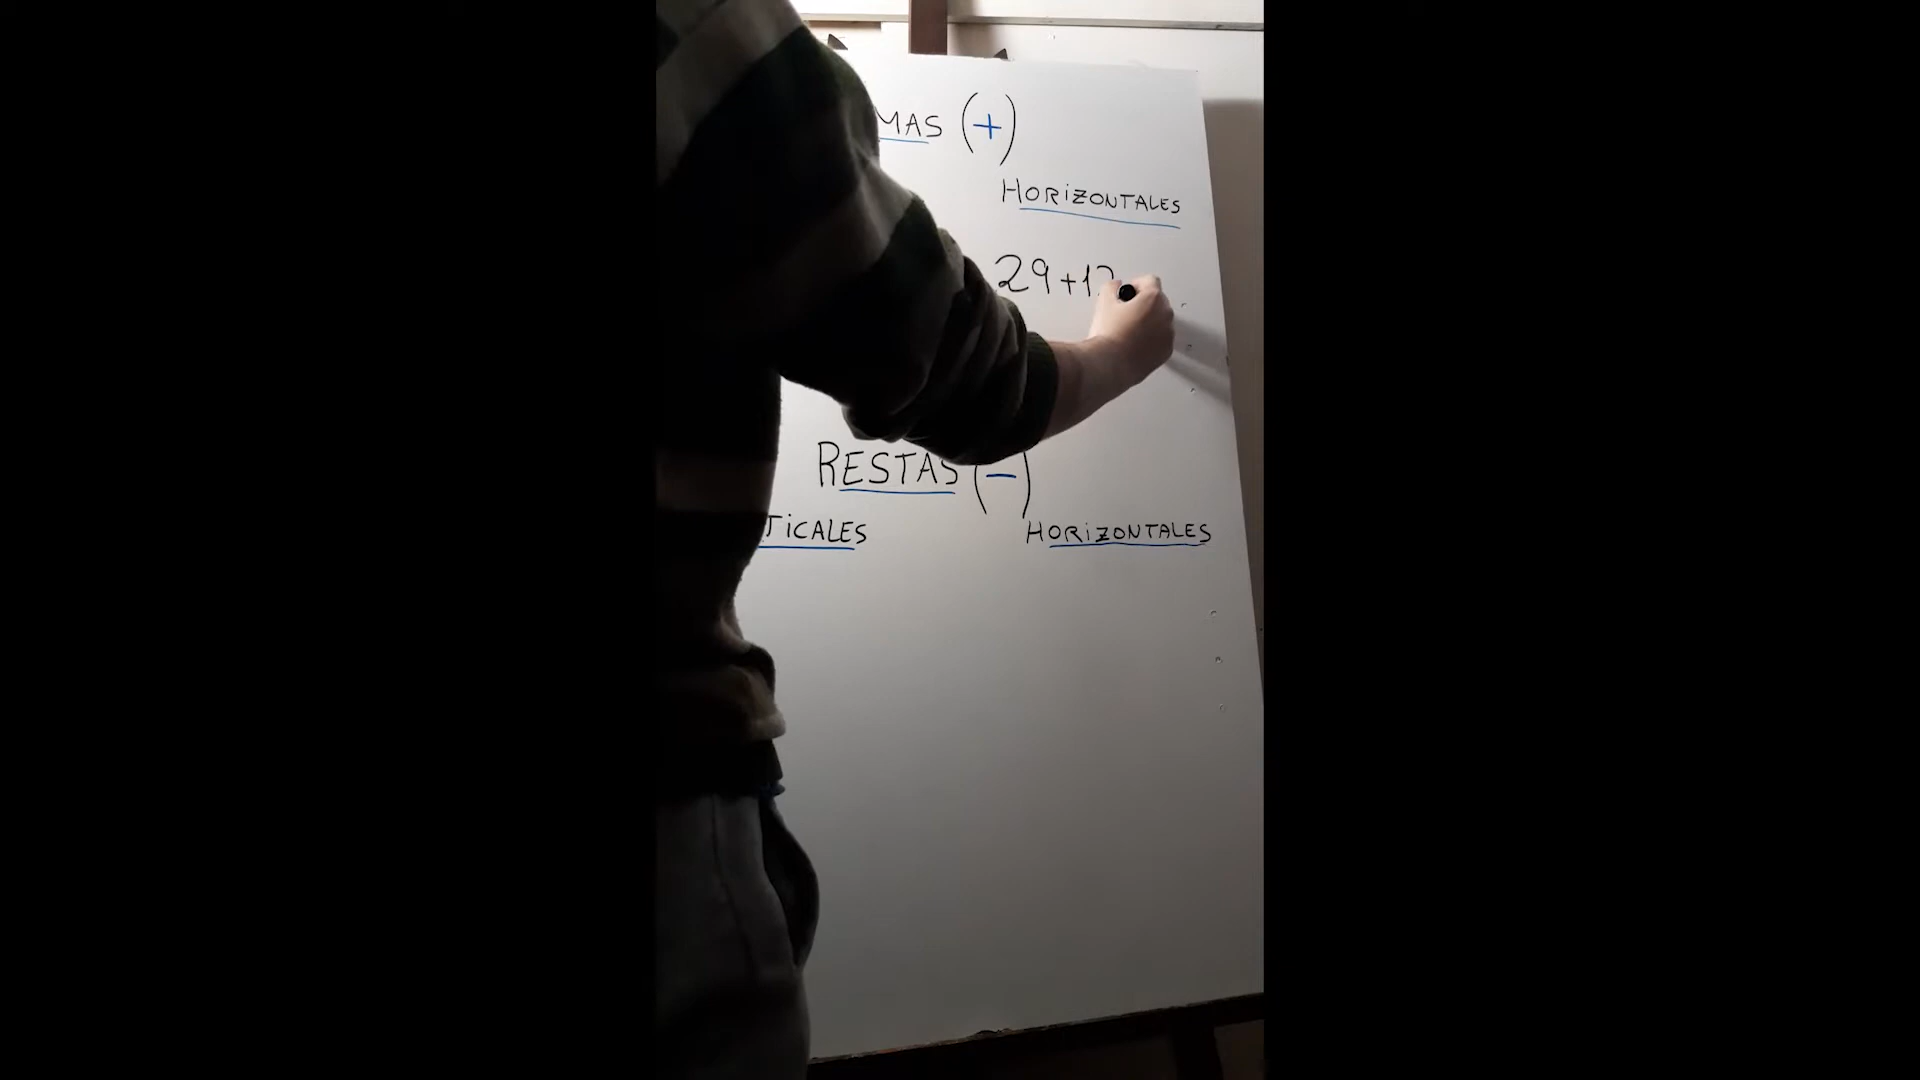 MAS (+)
HORIZONTALES
29+1
RESTAS (-)
TICALES
HORIZONTALES